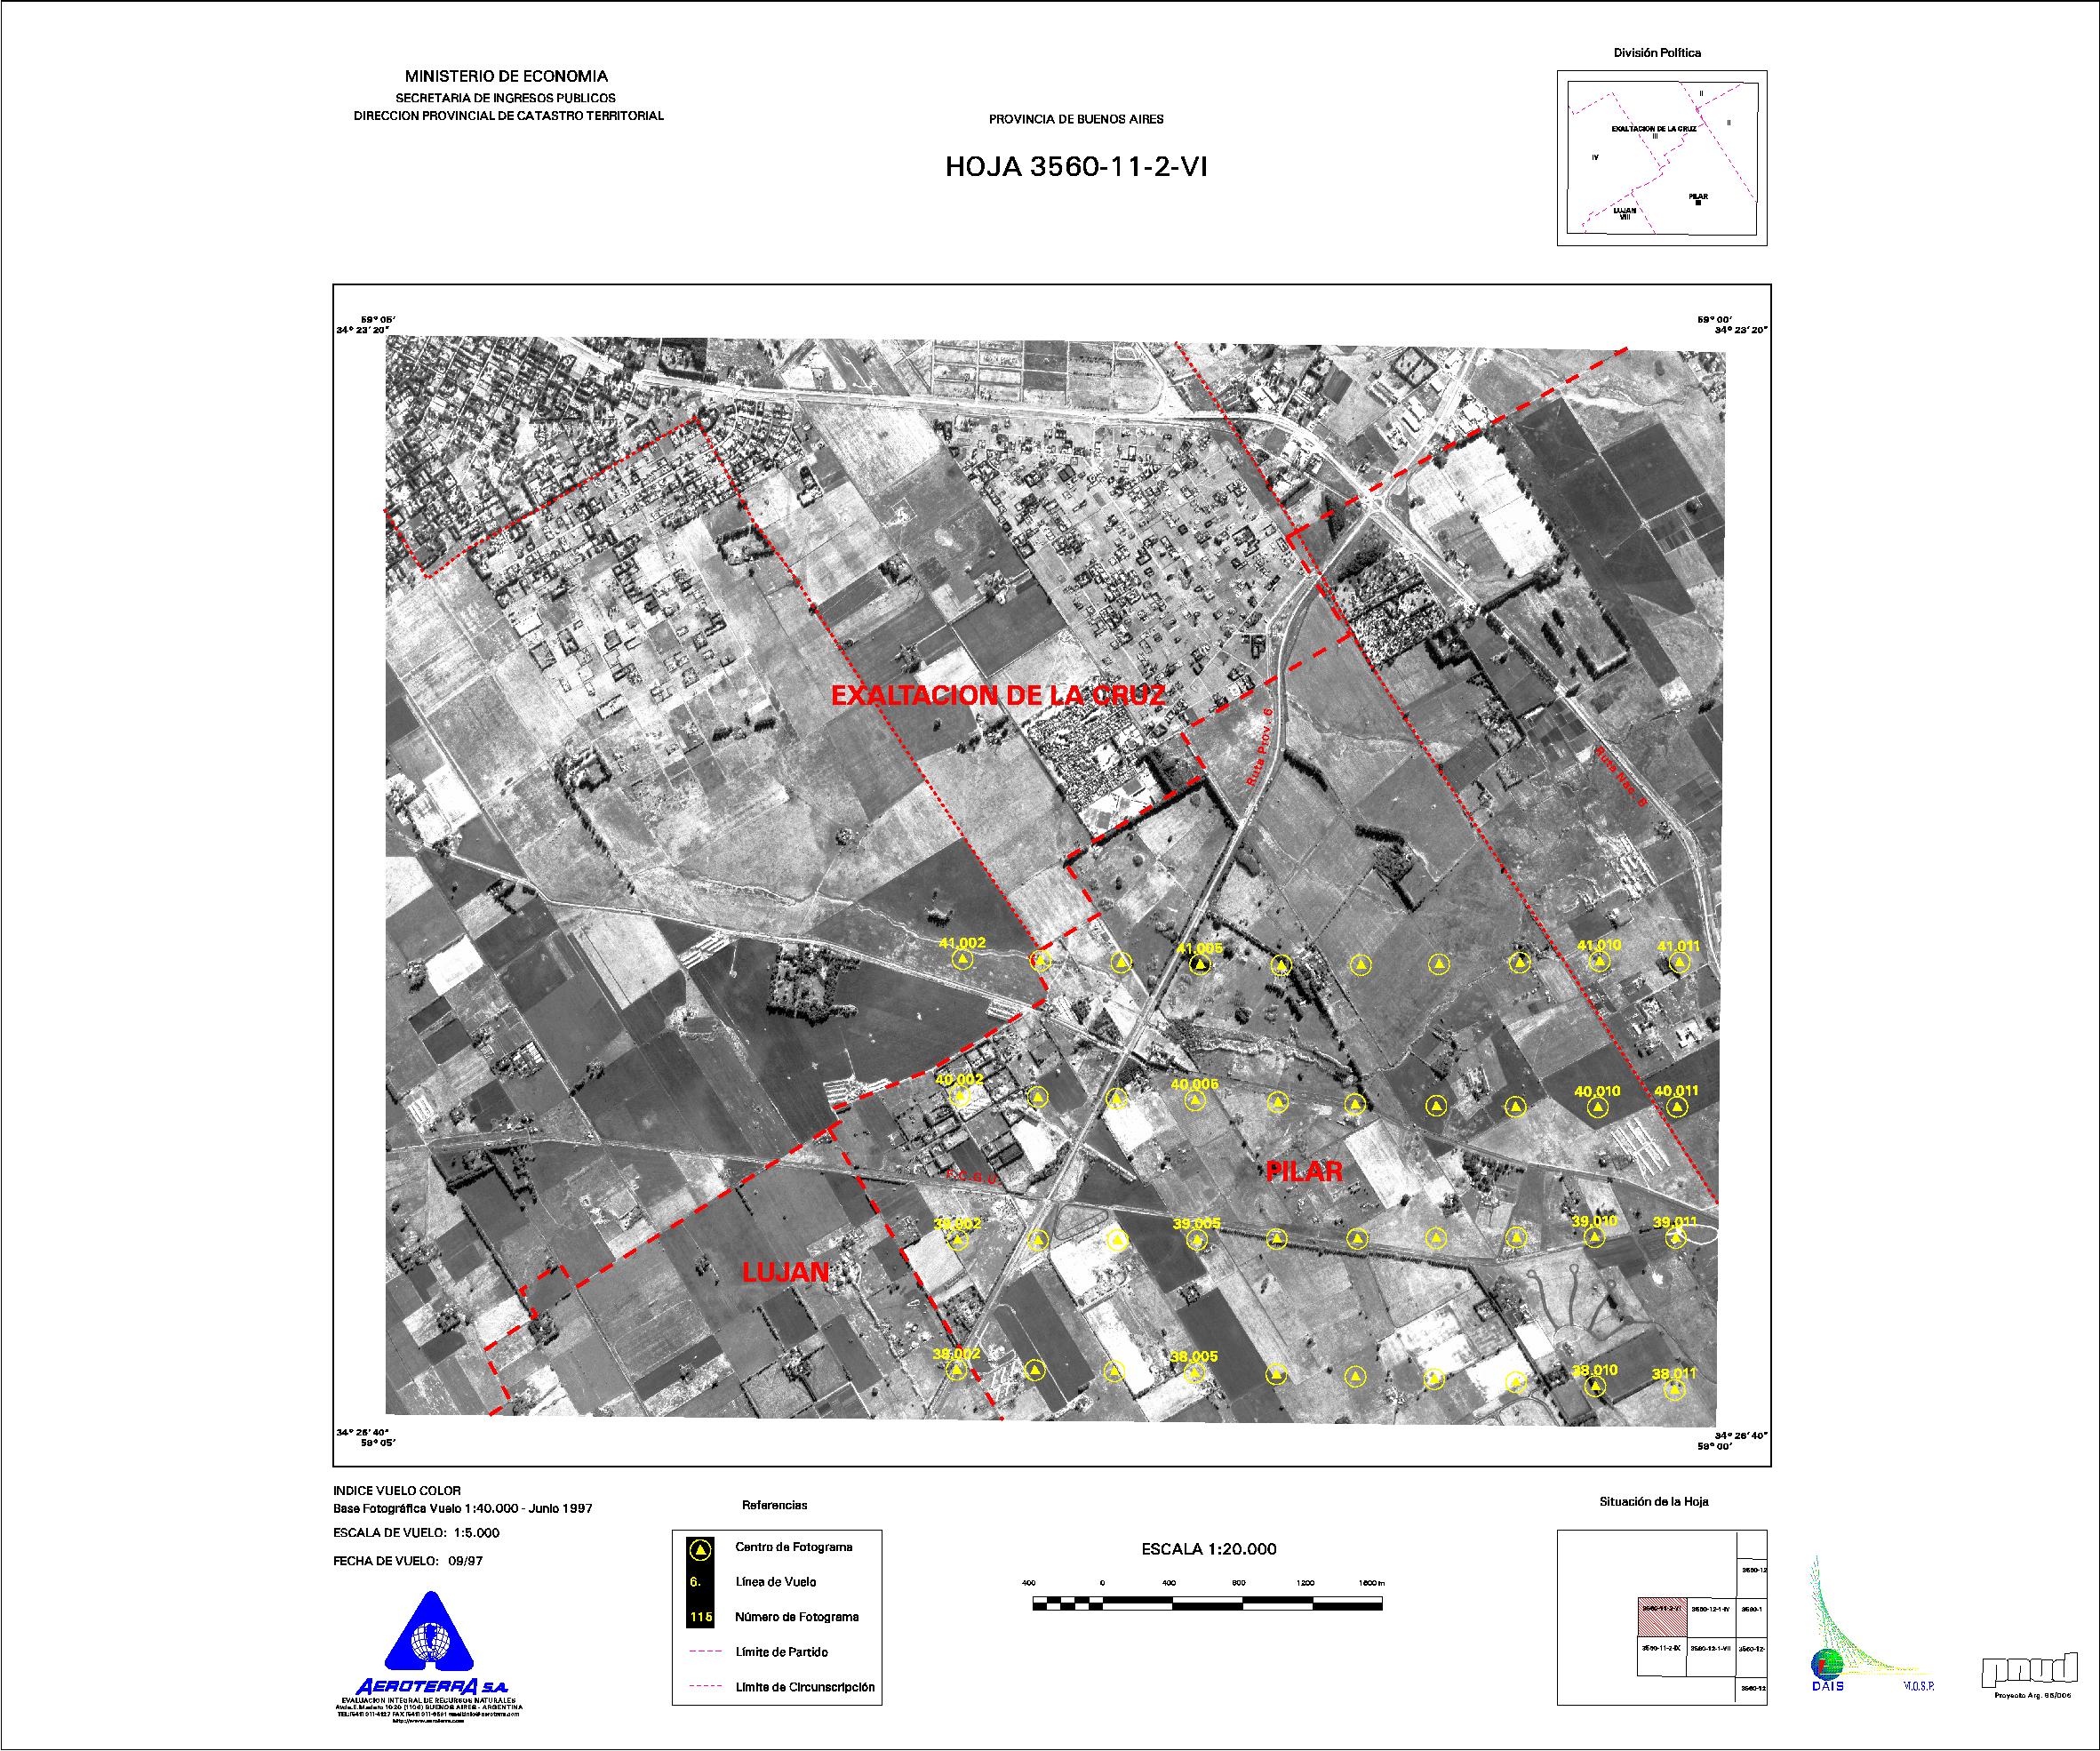 MINISTERIO DE ECONOMIA
SECRETARIA DE INGRESOS PUBLICOS
DIRECCION PROVINCIAL DE CATASTRO TERRITORIAL
PROVINCIA DE BUENOS AIRES
HOJA 3560-11-2-VI
División Política
II
II
EXALTACION DE LA CRUZ
III
IV
PILAR
LUJAN
VIII
59° 05'
34° 23' 20"
59° 00'
34° 23' 20"
EXALTACION DE LA CRUZ
Ruta Prov. 6
Ruta Nac. 8
41.002
41.005
41.010
41.011
40.002
40.005
40.010
40.011
F.C.G.U.
PILAR
39.002
39.005
39.010
39.011
LUJAN
38.002
38.005
38.010
38.011
34° 26' 40"
59° 05'
34° 26' 40"
59° 00'
INDICE VUELO COLOR
Base Fotográfica Vuelo 1:40.000 - Junio 1997
ESCALA DE VUELO: 1:5.000
FECHA DE VUELO: 09/97
AEROTERRA S.A.
EVALUACION INTEGRAL DE RECURSOS NATURALES
http://www.aeroterra.com
Referencias
Centro de Fotograma
6. Línea de Vuelo
115 Número de Fotograma
Límite de Partido
Límite de Circunscripción
ESCALA 1:20.000
400 0 400 800 1200 1600 m
Situación de la Hoja
3560-12
3560-11-2-VI 3560-12-1-IV 3560-1
3560-11-2-IX 3560-12-1-VII 3560-12-
3560-12
DAIS
M.O.S.P.
pnud
Proyecto Arg. 95/006